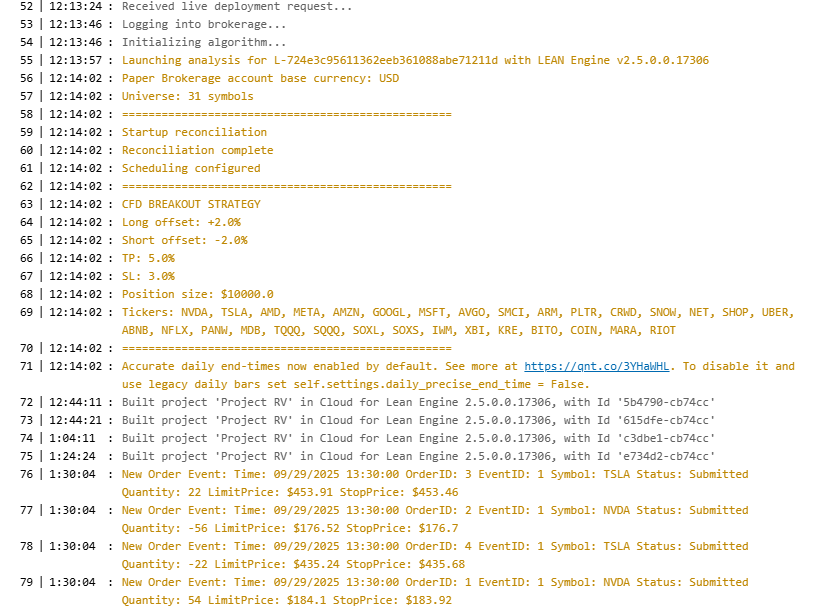 52 | 12:13:24 : Received live deployment request...
53 | 12:13:46 : Logging into brokerage...
54 | 12:13:46 : Initializing algorithm...
55 | 12:13:57 : Launching analysis for L-724e3c95611362eeb361088abe71211d with LEAN Engine v2.5.0.0.17306
56 | 12:14:02 : Paper Brokerage account base currency: USD
57 | 12:14:02 : Universe: 31 symbols
58 | 12:14:02 : ==================================================
59 | 12:14:02 : Startup reconciliation
60 | 12:14:02 : Reconciliation complete
61 | 12:14:02 : Scheduling configured
62 | 12:14:02 : ==================================================
63 | 12:14:02 : CFD BREAKOUT STRATEGY
64 | 12:14:02 : Long offset: +2.0%
65 | 12:14:02 : Short offset: -2.0%
66 | 12:14:02 : TP: 5.0%
67 | 12:14:02 : SL: 3.0%
68 | 12:14:02 : Position size: $10000.0
69 | 12:14:02 : Tickers: NVDA, TSLA, AMD, META, AMZN, GOOGL, MSFT, AVGO, SMCI, ARM, PLTR, CRWD, SNOW, NET, SHOP, UBER,
ABNB, NFLX, PANW, MDB, TQQQ, SQQQ, SOXL, SOXS, IWM, XBI, KRE, BITO, COIN, MARA, RIOT
70 | 12:14:02 : ==================================================
71 | 12:14:02 : Accurate daily end-times now enabled by default. See more at https://qnt.co/3YHaWHL. To disable it and
use legacy daily bars set self.settings.daily_precise_end_time = False.
72 | 12:44:11 : Built project 'Project RV' in Cloud for Lean Engine 2.5.0.0.17306, with Id '5b4790-cb74cc'
73 | 12:44:21 : Built project 'Project RV' in Cloud for Lean Engine 2.5.0.0.17306, with Id '615dfe-cb74cc'
74 | 1:04:11 : Built project 'Project RV' in Cloud for Lean Engine 2.5.0.0.17306, with Id 'c3dbe1-cb74cc'
75 | 1:24:24 : Built project 'Project RV' in Cloud for Lean Engine 2.5.0.0.17306, with Id 'e734d2-cb74cc'
76 | 1:30:04 : New Order Event: Time: 09/29/2025 13:30:00 OrderID: 3 EventID: 1 Symbol: TSLA Status: Submitted
Quantity: 22 LimitPrice: $453.91 StopPrice: $453.46
77 | 1:30:04 : New Order Event: Time: 09/29/2025 13:30:00 OrderID: 2 EventID: 1 Symbol: NVDA Status: Submitted
Quantity: -56 LimitPrice: $176.52 StopPrice: $176.7
78 | 1:30:04 : New Order Event: Time: 09/29/2025 13:30:00 OrderID: 4 EventID: 1 Symbol: TSLA Status: Submitted
Quantity: -22 LimitPrice: $435.24 StopPrice: $435.68
79 | 1:30:04 : New Order Event: Time: 09/29/2025 13:30:00 OrderID: 1 EventID: 1 Symbol: NVDA Status: Submitted
Quantity: 54 LimitPrice: $184.1 StopPrice: $183.92